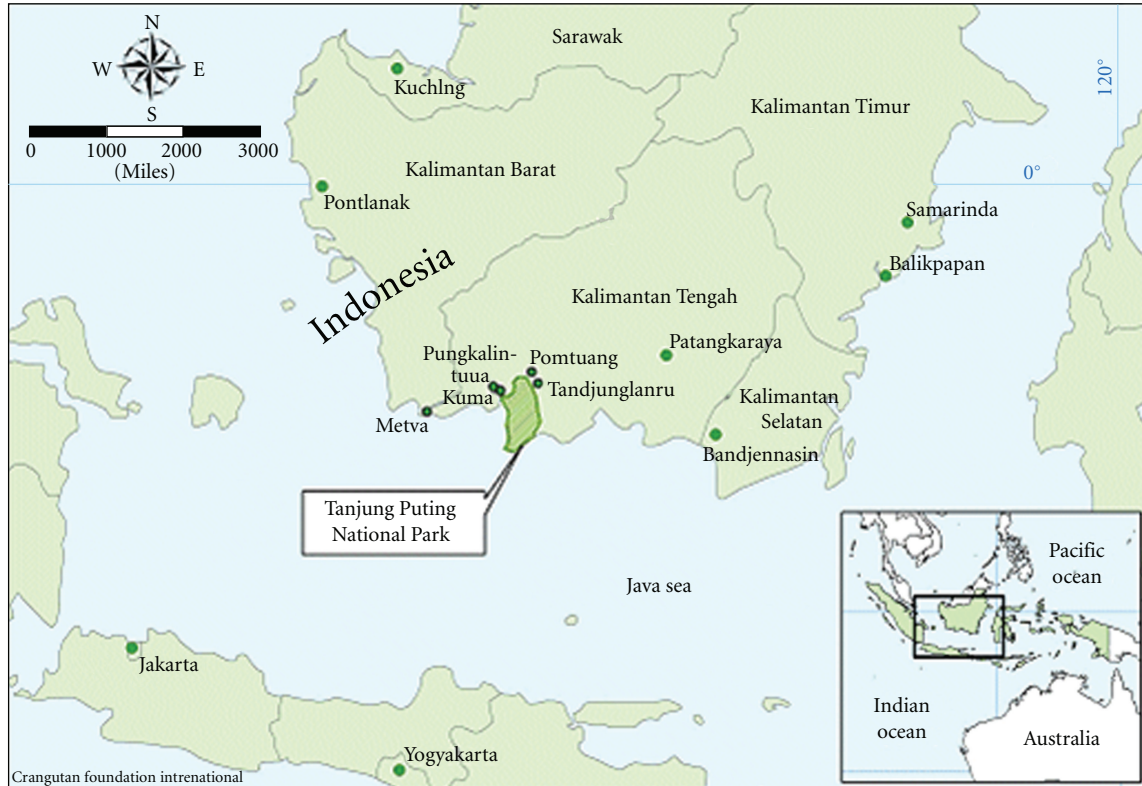 N
W E
S
0 1000 2000 3000
(Miles)
Sarawak
Kuchlng
Kalimantan Timur
120°
Kalimantan Barat
0°
Pontlanak
Samarinda
Indonesia
Balikpapan
Kalimantan Tengah
Patangkaraya
Pungkalin-
tuua
Pomtuang
Kuma
Tandjunglanru
Metva
Kalimantan
Selatan
Bandjennasin
Tanjung Puting
National Park
Java sea
Pacific
ocean
Jakarta
Indian
ocean
Australia
Yogyakarta
Crangutan foundation intrenational